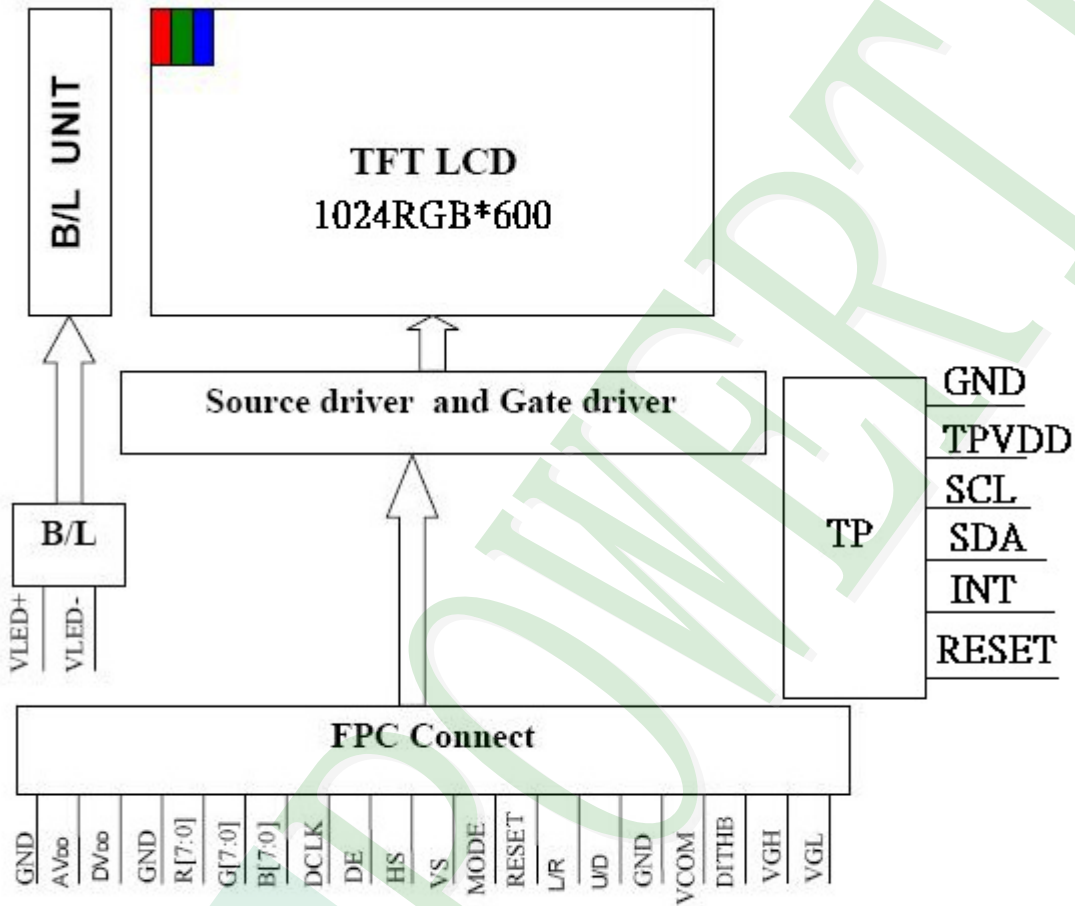 B/L UNIT
TFT LCD
1024RGB*600
Source driver and Gate driver
B/L
VLED+
VLED-
TP
GND
TPVDD
SCL
SDA
INT
RESET
FPC Connect
GND
AVDD
DVDD
GND
R[7:0]
G[7:0]
B[7:0]
DCLK
DE
HS
VS
MODE
RESET
L/R
U/D
GND
VCOM
DITHB
VGH
VGL
POWERT